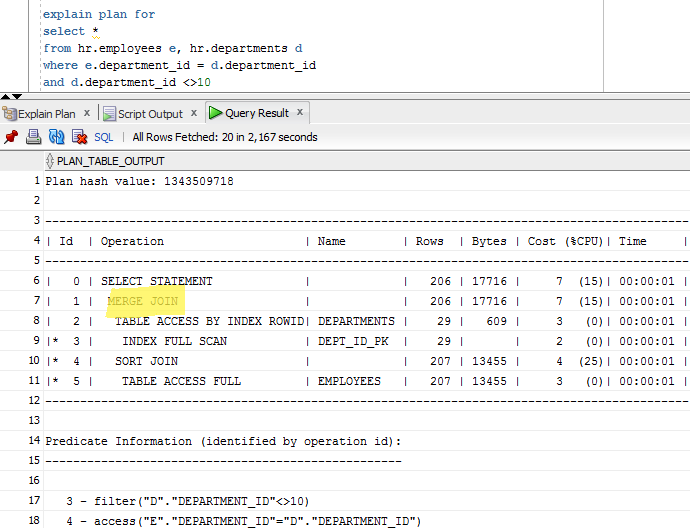 explain plan for
select *
from hr.employees e, hr.departments d
where e.department_id = d.department_id
and d.department_id <>10
Explain Plan x Script Output x Query Result x
SQL | All Rows Fetched: 20 in 2,167 seconds
PLAN_TABLE_OUTPUT
1 Plan hash value: 1343509718
2
3 ------------------------------------------------------------------------------------------
4 | Id | Operation | Name | Rows | Bytes | Cost (%CPU)| Time |
5 ------------------------------------------------------------------------------------------
6 | 0 | SELECT STATEMENT | | 206 | 17716 | 7 (15)| 00:00:01 |
7 | 1 | MERGE JOIN | | 206 | 17716 | 7 (15)| 00:00:01 |
8 | 2 | TABLE ACCESS BY INDEX ROWID| DEPARTMENTS | 29 | 609 | 3 (0)| 00:00:01 |
9 |* 3 | INDEX FULL SCAN | DEPT_ID_PK | 29 | | 2 (0)| 00:00:01 |
10 |* 4 | SORT JOIN | | 207 | 13455 | 4 (25)| 00:00:01 |
11 |* 5 | TABLE ACCESS FULL | EMPLOYEES | 207 | 13455 | 3 (0)| 00:00:01 |
12 ------------------------------------------------------------------------------------------
13
14 Predicate Information (identified by operation id):
15 ---------------------------------------------------
16
17 3 - filter("D"."DEPARTMENT_ID"<>10)
18 4 - access("E"."DEPARTMENT_ID"="D"."DEPARTMENT_ID")